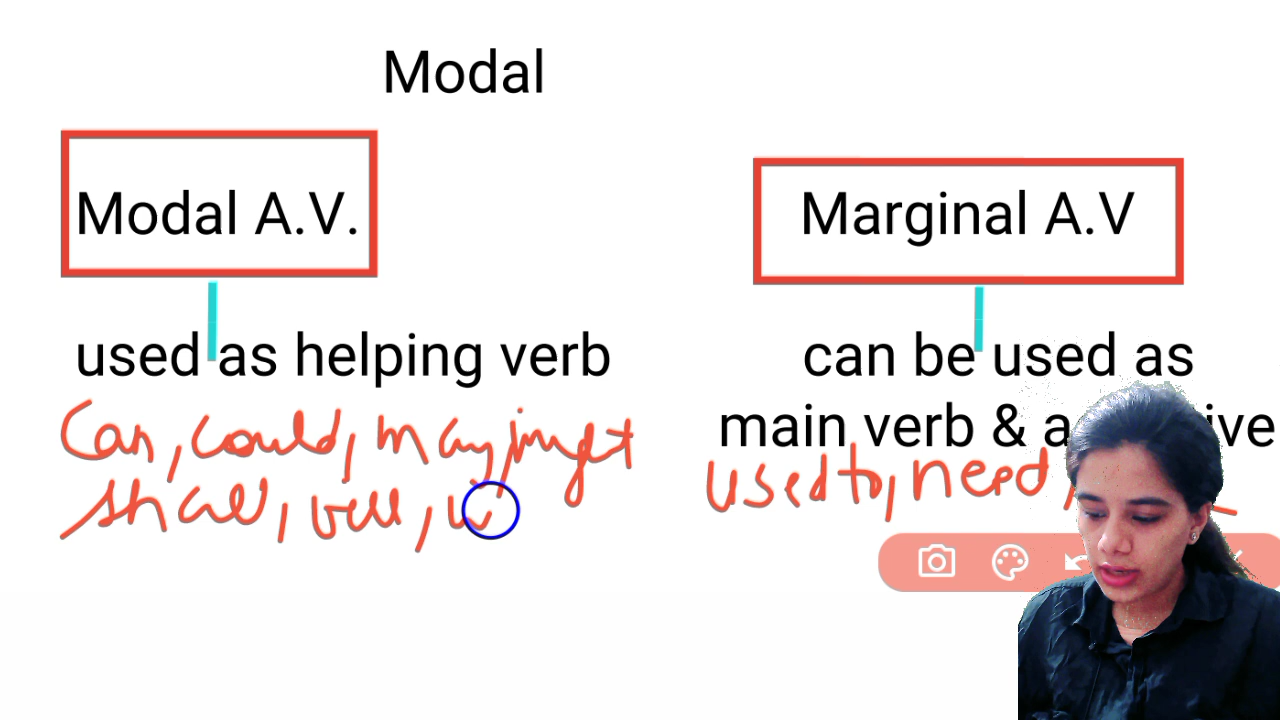 Modal
Modal A.V.
Marginal A.V
used as helping verb
can be used as
main verb & a
Can, could, may, might
used to, need,
shall, will, w